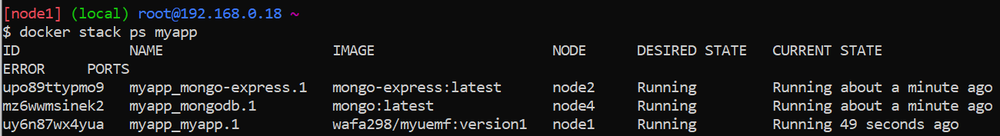 [node1] (local) root@192.168.0.18 ~
$ docker stack ps myapp
ID NAME IMAGE NODE DESIRED STATE CURRENT STATE
ERROR PORTS
upo89ttypmo9 myapp_mongo-express.1 mongo-express:latest node2 Running Running about a minute ago
mz6wwmsinek2 myapp_mongodb.1 mongo:latest node4 Running Running about a minute ago
uy6n87wx4yua myapp_myapp.1 wafa298/myuemf:version1 node1 Running Running 49 seconds ago